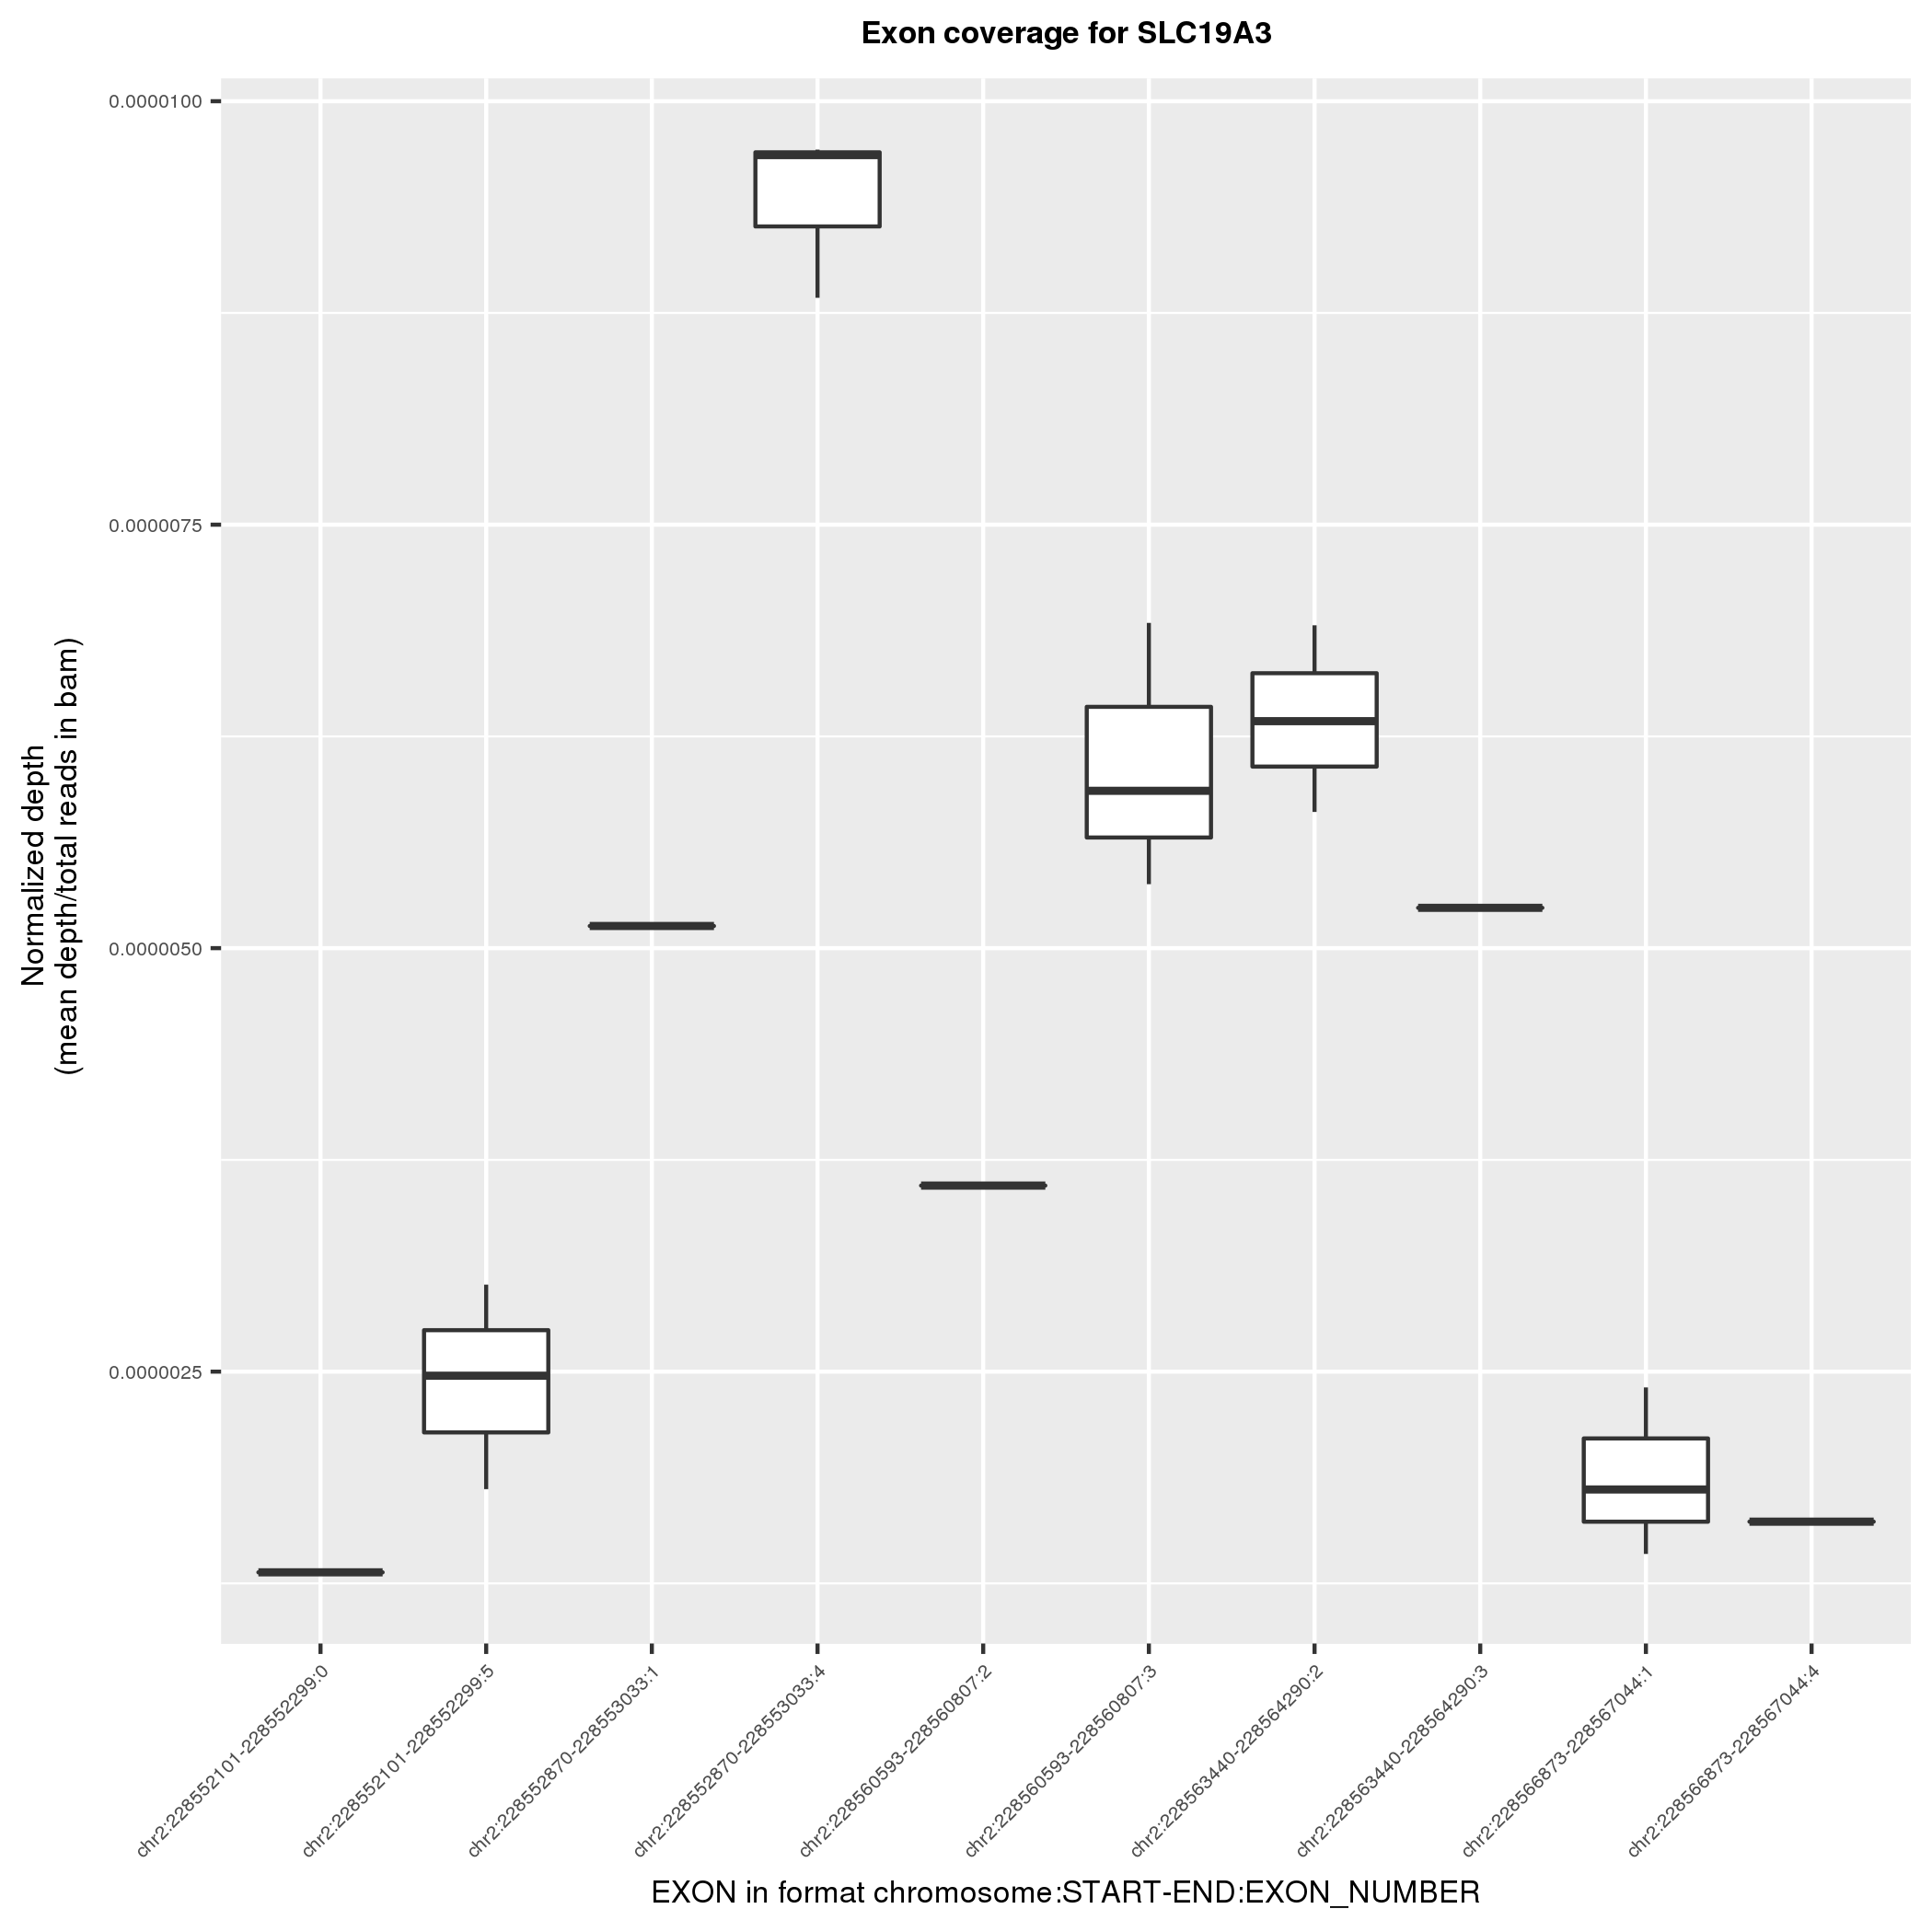 Exon coverage for SLC19A3
0.0000100
0.0000075
0.0000050
0.0000025
Normalized depth
(mean depth/total reads in bam)
chr2:228552101-228552299:0
chr2:228552101-228552299:5
chr2:228552870-228553033:1
chr2:228552870-228553033:4
chr2:228560593-228560807:2
chr2:228560593-228560807:3
chr2:228563440-228564290:2
chr2:228563440-228564290:3
chr2:228566873-228567044:1
chr2:228566873-228567044:4
EXON in format chromosome:START-END:EXON_NUMBER